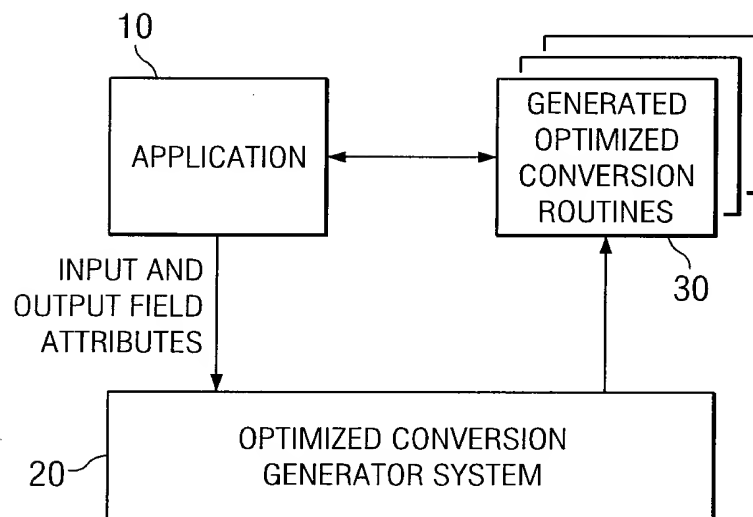 10
APPLICATION
GENERATED
OPTIMIZED
CONVERSION
ROUTINES
30
INPUT AND
OUTPUT FIELD
ATTRIBUTES
20
OPTIMIZED CONVERSION
GENERATOR SYSTEM